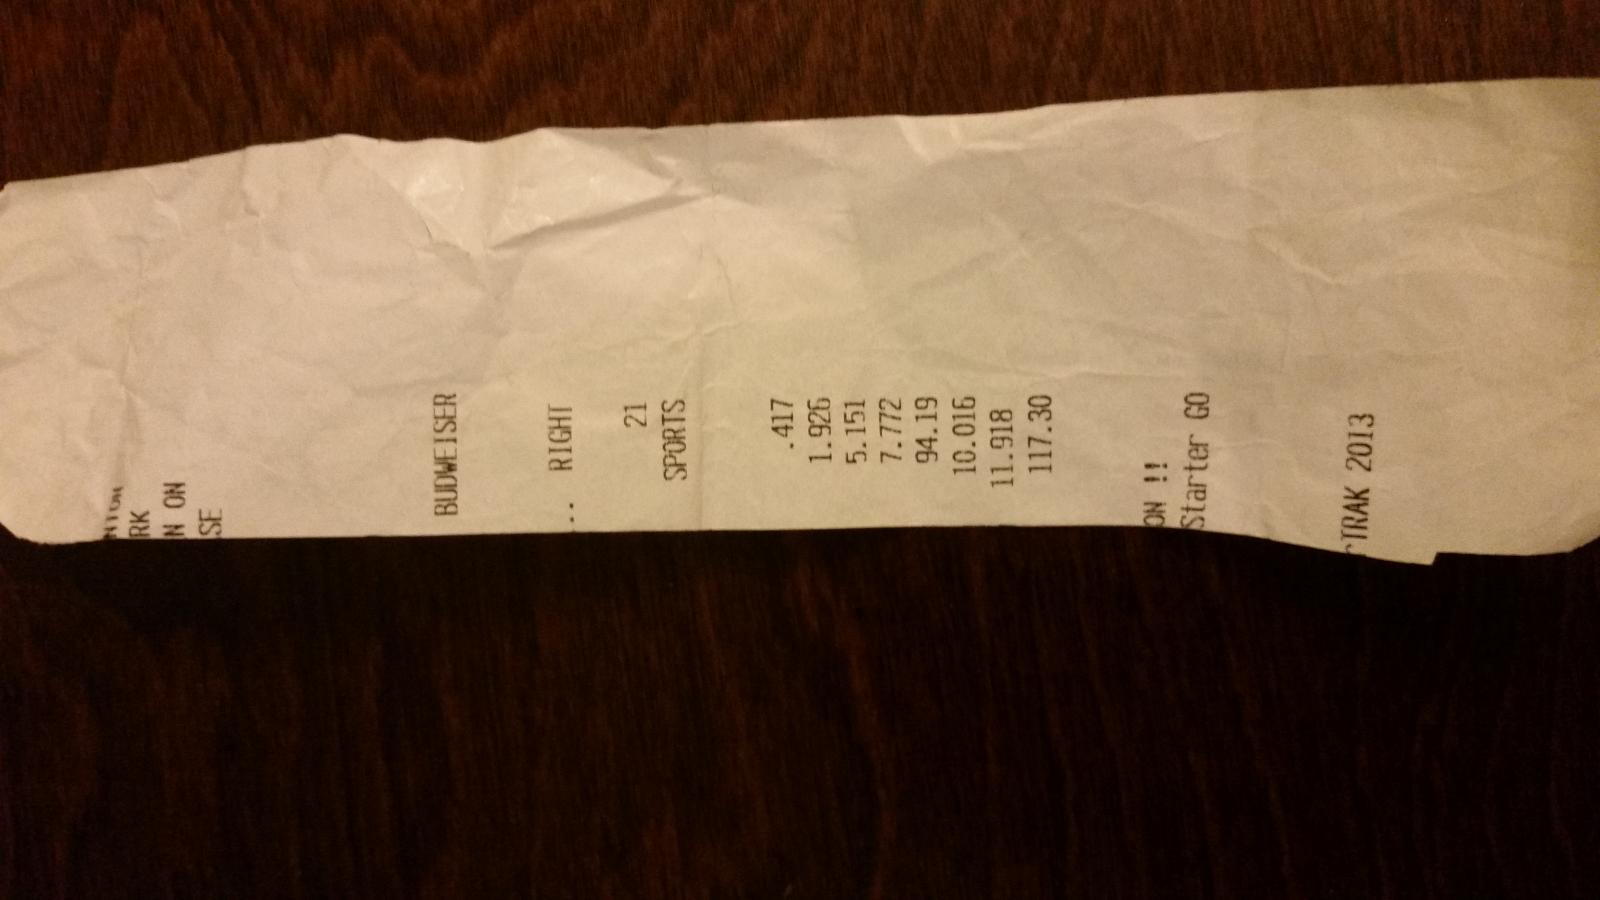 RK
N ON
SE
BUDWEISER
... RIGHT
21
SPORTS
.417
1.926
5.151
7.772
94.19
10.016
11.918
117.30
ON !!
Starter GO
TRAK 2013